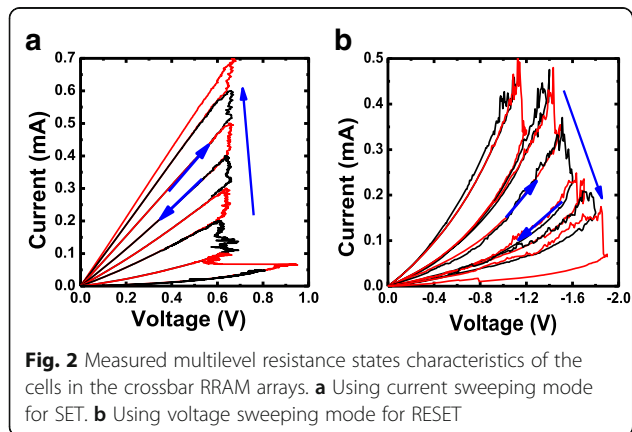 a
b
0.7
0.6
0.5
0.4
0.3
0.2
0.1
0.0
Current (mA)
0.0 0.2 0.4 0.6 0.8 1.0
Voltage (V)
0.5
0.4
0.3
0.2
0.1
0.0
Current (mA)
0.0 -0.4 -0.8 -1.2 -1.6 -2.0
Voltage (V)
Fig. 2 Measured multilevel resistance states characteristics of the
cells in the crossbar RRAM arrays. a Using current sweeping mode
for SET. b Using voltage sweeping mode for RESET